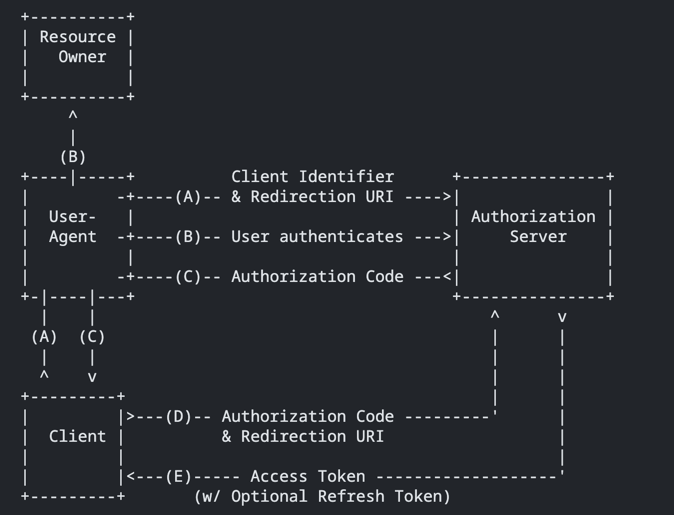 +----------+
| Resource |
|   Owner  |
|          |
+----------+
     ^
     |
    (B)
+----|-----+          Client Identifier      +---------------+
|         -+----(A)-- & Redirection URI ---->|               |
|  User-   |                                 | Authorization |
|  Agent  -+----(B)-- User authenticates --->|     Server    |
|          |                                 |               |
|         -+----(C)-- Authorization Code ---<|               |
+-|----|---+                                 +---------------+
  |    |                                         ^      v
 (A)  (C)                                        |      |
  |    |                                         |      |
  ^    v                                         |      |
+---------+                                      |      |
|         |>---(D)-- Authorization Code ---------'      |
|  Client |          & Redirection URI                  |
|         |                                             |
|         |<---(E)----- Access Token -------------------'
+---------+       (w/ Optional Refresh Token)